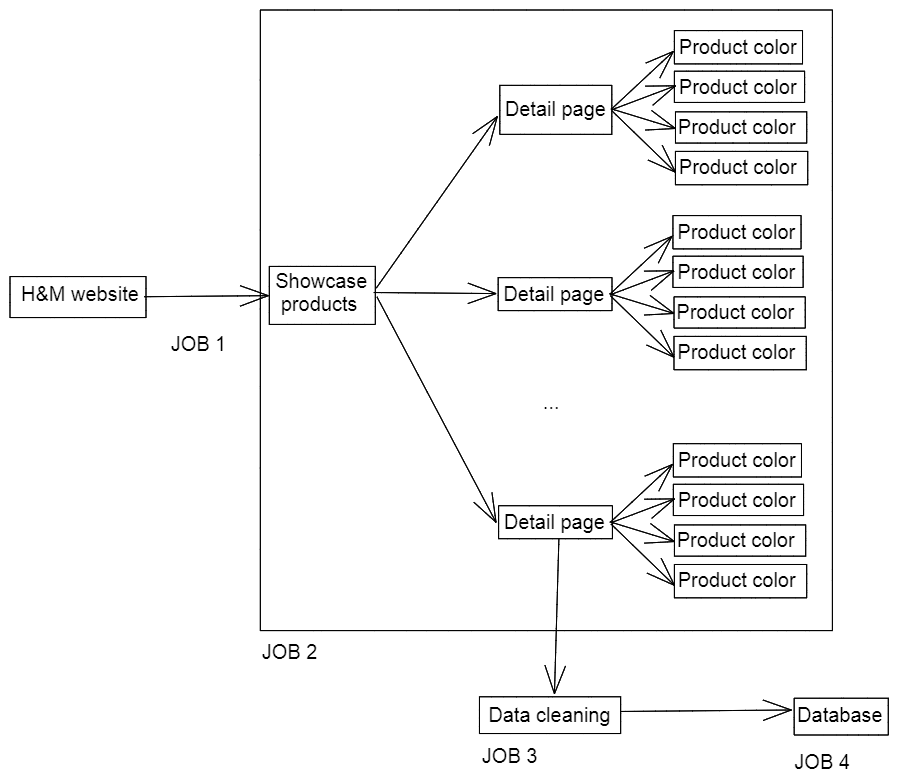 Product color
Product color
Detail page
Product color
Product color
Product color
Showcase
products
H&M website
Product color
Detail page
Product color
JOB 1
Product color
...
Product color
Product color
Detail page
Product color
Product color
JOB 2
Data cleaning
Database
JOB 3
JOB 4